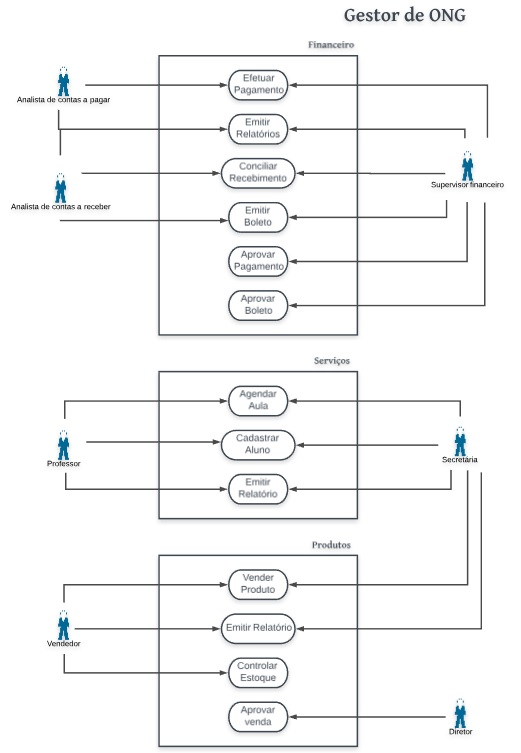 Gestor de ONG
Financeiro
Efetuar
Pagamento
Analista de contas a pagar
Emitir
Relatórios
Conciliar
Recebimento
Supervisor financeiro
Analista de contas a receber
Emitir
Boleto
Aprovar
Pagamento
Aprovar
Boleto
Serviços
Agendar
Aula
Cadastrar
Aluno
Professor
Secretária
Emitir
Relatório
Produtos
Vender
Produto
Emitir Relatório
Vendedor
Controlar
Estoque
Aprovar
venda
Diretor